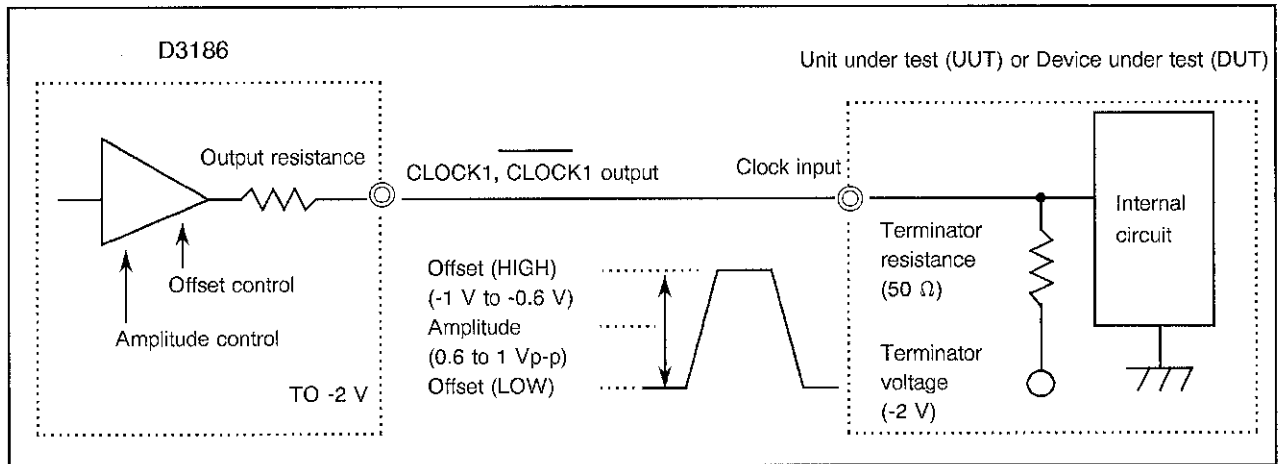 D3186
Unit under test (UUT) or Device under test (DUT)
Output resistance
CLOCK1, CLOCK1 output
Clock input
Offset control
Amplitude control
TO -2 V
Offset (HIGH)
(-1 V to -0.6 V)
Amplitude
(0.6 to 1 Vp-p)
Offset (LOW)
Terminator
resistance
(50 Ω)
Terminator
voltage
(-2 V)
Internal
circuit